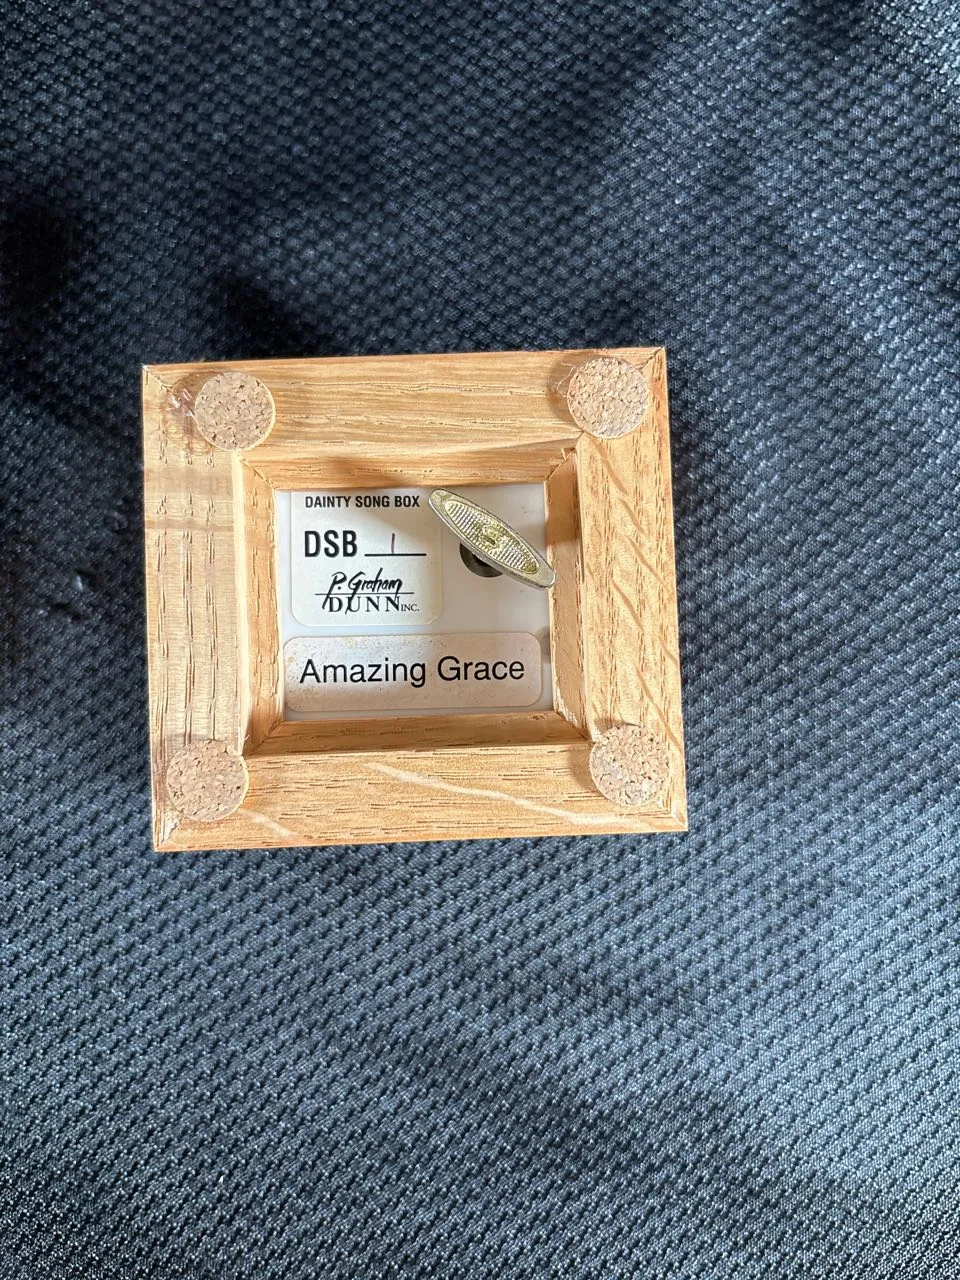 DAINTY SONG BOX
DSB 1
P. Graham
DUNN INC.
Amazing Grace